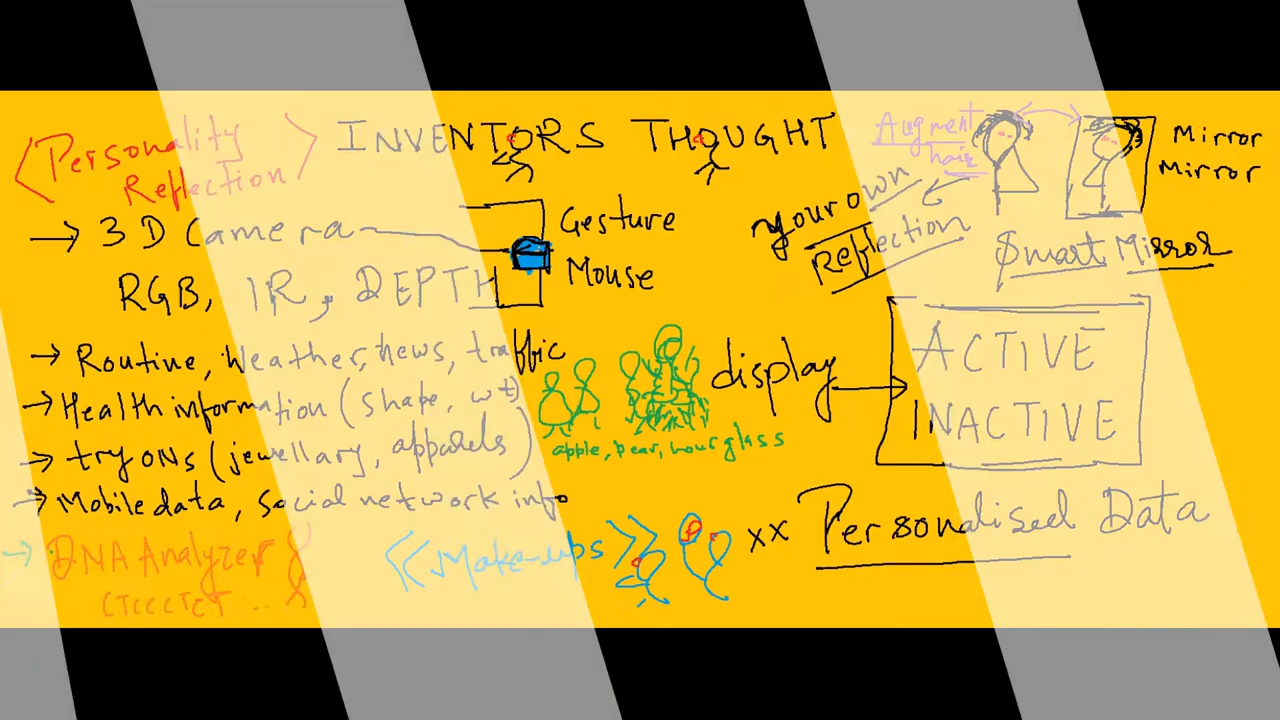 <Personality
Reflection>
INVENTORS THOUGHT
Augment
hair
Mirror
Mirror
→ 3D Camera
RGB, IR, DEPTH
Gesture
Mouse
your own
Reflection
Smart Mirror
→ Routine, Weather, news, traffic
→ Health information (shape, wt)
→ tryONs (jewellary, apparels)
→ Mobile data, social network info
apple, pear, hourglass
display
ACTIVE
INACTIVE
→ DNA Analyzer
<<Make-ups>>
xx Personalised Data